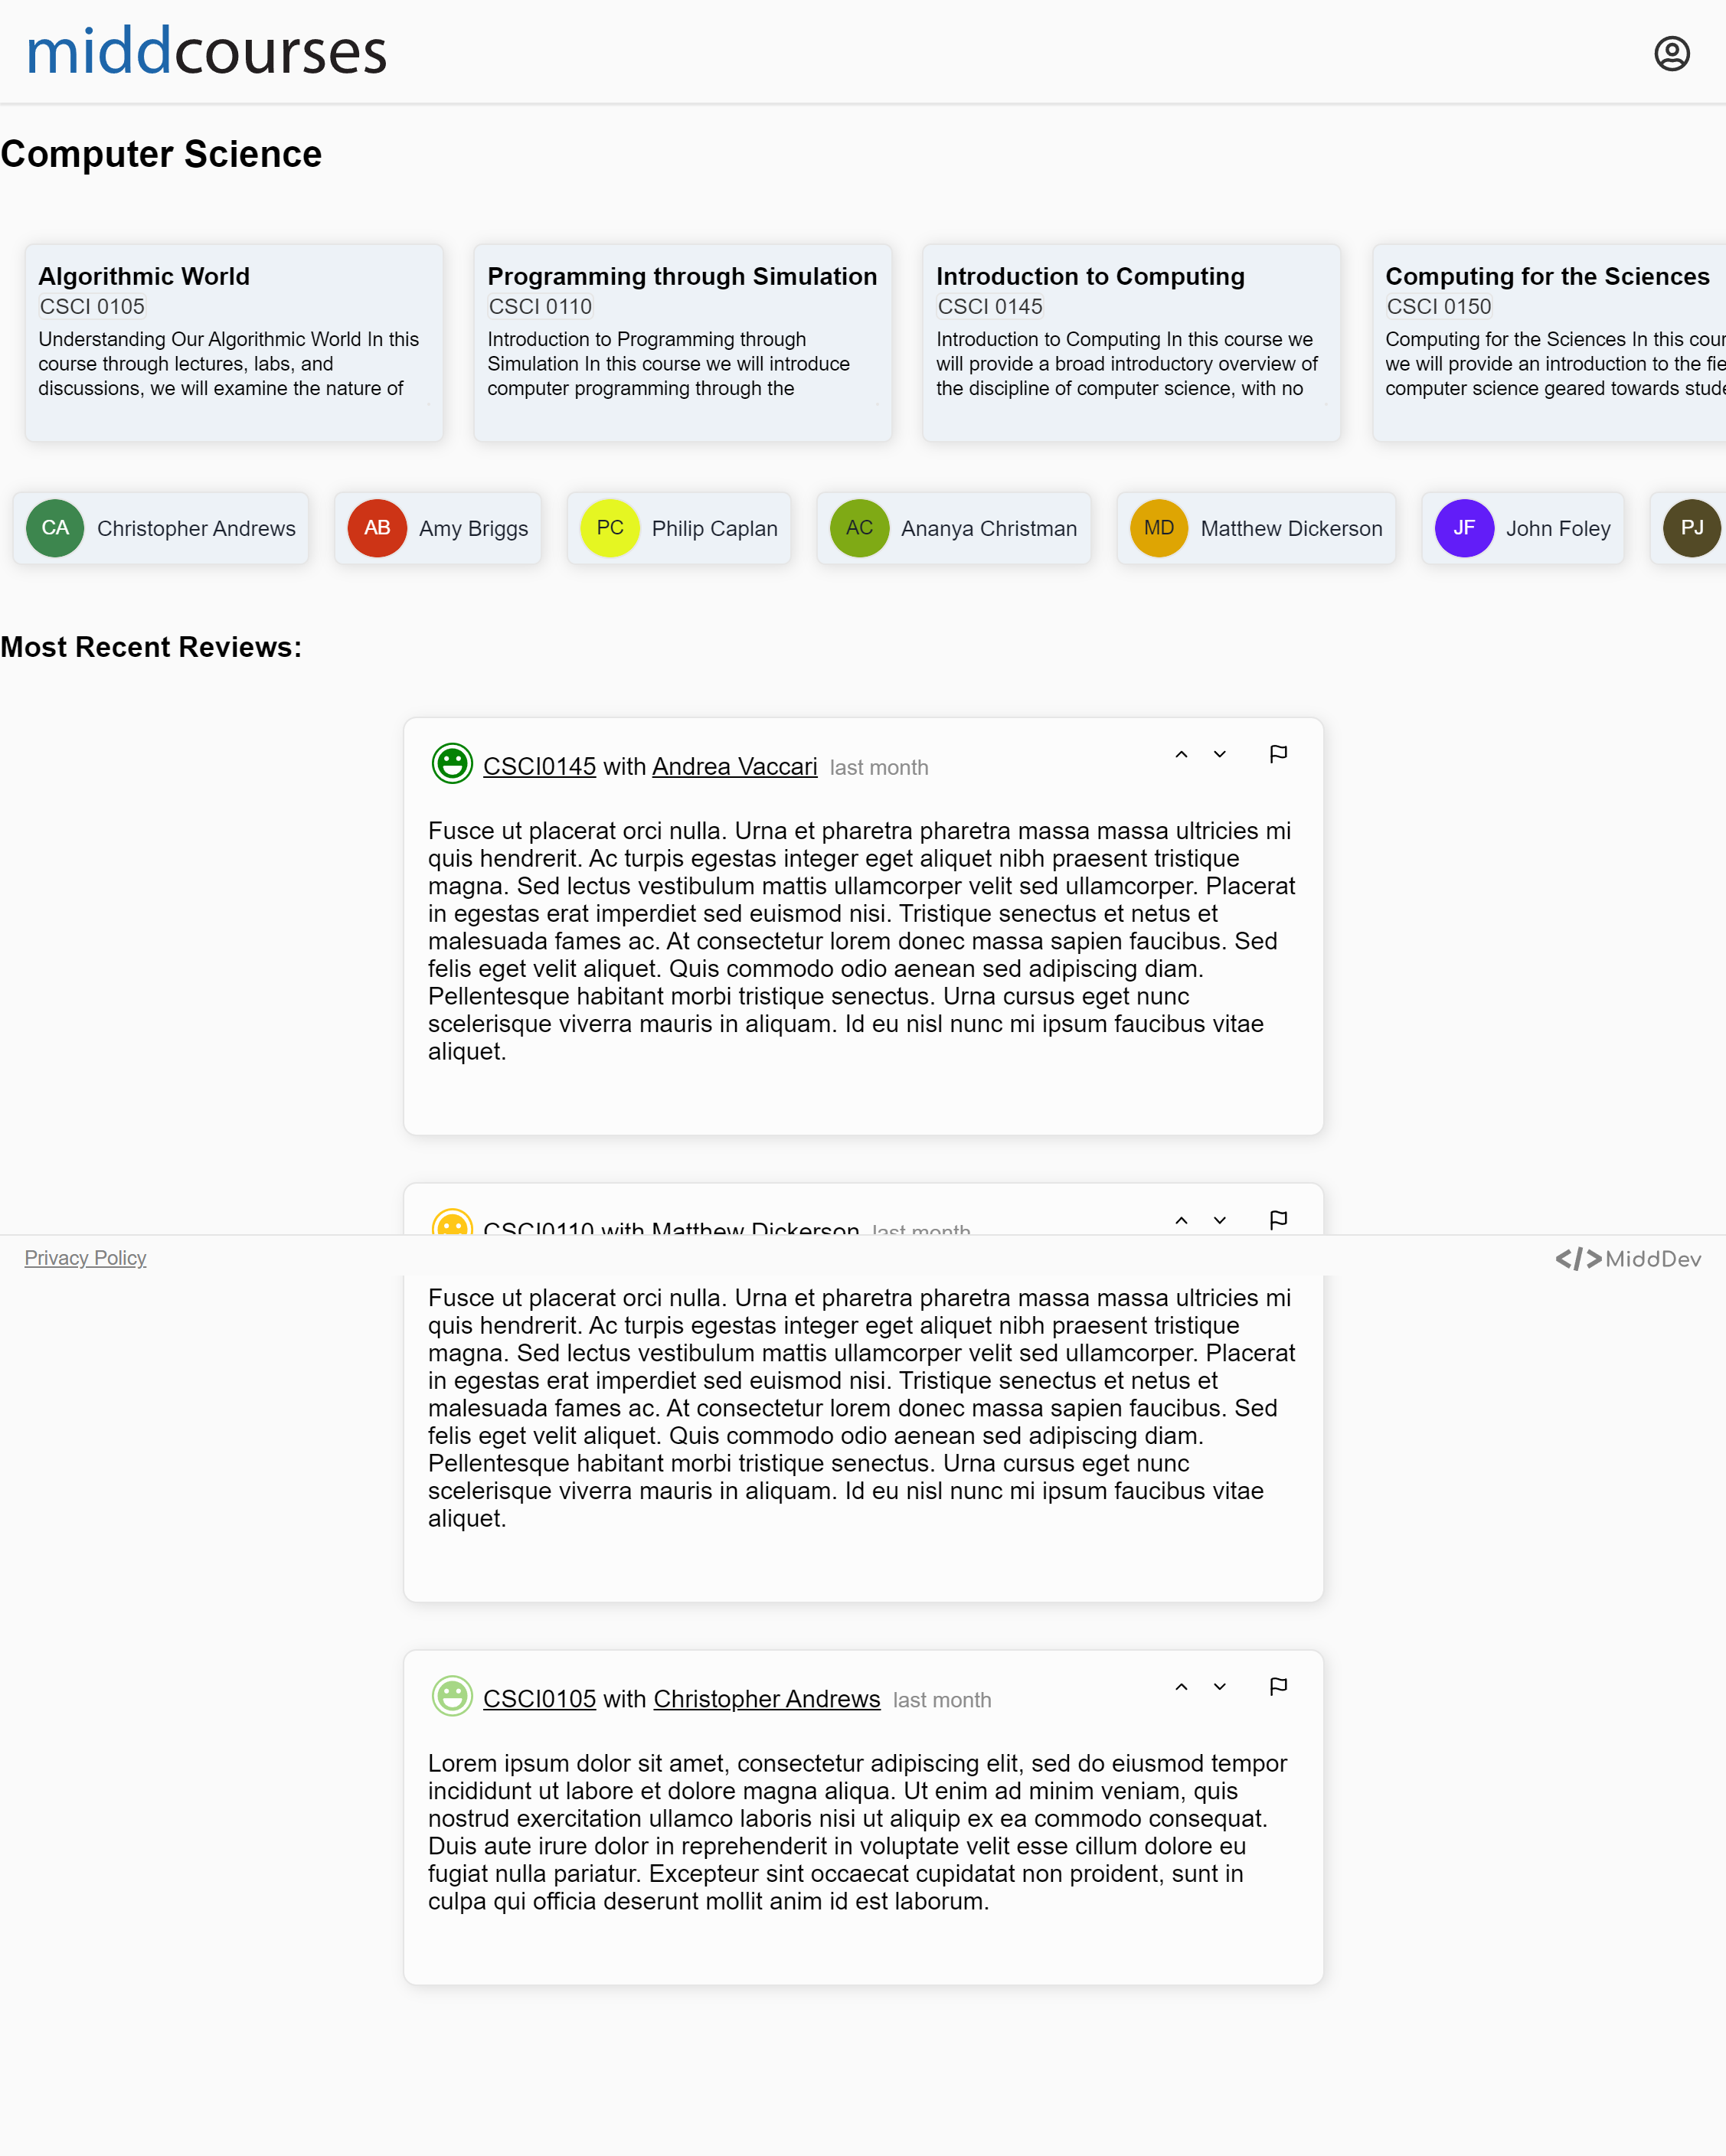 middcourses
Computer Science
Algorithmic World
CSCI 0105
Understanding Our Algorithmic World In this
course through lectures, labs, and
discussions, we will examine the nature of
Programming through Simulation
CSCI 0110
Introduction to Programming through
Simulation In this course we will introduce
computer programming through the
Introduction to Computing
CSCI 0145
Introduction to Computing In this course we
will provide a broad introductory overview of
the discipline of computer science, with no
Computing for the Sciences
CSCI 0150
Computing for the Sciences In this
we will provide an introduction to the
computer science geared towards
CA Christopher Andrews
AB Amy Briggs
PC Philip Caplan
AC Ananya Christman
MD Matthew Dickerson
JF John Foley
PJ
Most Recent Reviews:
CSCI0145 with Andrea Vaccari last month
Fusce ut placerat orci nulla. Urna et pharetra pharetra massa massa ultricies mi
quis hendrerit. Ac turpis egestas integer eget aliquet nibh praesent tristique
magna. Sed lectus vestibulum mattis ullamcorper velit sed ullamcorper. Placerat
in egestas erat imperdiet sed euismod nisi. Tristique senectus et netus et
malesuada fames ac. At consectetur lorem donec massa sapien faucibus. Sed
felis eget velit aliquet. Quis commodo odio aenean sed adipiscing diam.
Pellentesque habitant morbi tristique senectus. Urna cursus eget nunc
scelerisque viverra mauris in aliquam. Id eu nisl nunc mi ipsum faucibus vitae
aliquet.
CSCI0110 with Matthew Dickerson last month
Privacy Policy
</>MiddDev
Fusce ut placerat orci nulla. Urna et pharetra pharetra massa massa ultricies mi
quis hendrerit. Ac turpis egestas integer eget aliquet nibh praesent tristique
magna. Sed lectus vestibulum mattis ullamcorper velit sed ullamcorper. Placerat
in egestas erat imperdiet sed euismod nisi. Tristique senectus et netus et
malesuada fames ac. At consectetur lorem donec massa sapien faucibus. Sed
felis eget velit aliquet. Quis commodo odio aenean sed adipiscing diam.
Pellentesque habitant morbi tristique senectus. Urna cursus eget nunc
scelerisque viverra mauris in aliquam. Id eu nisl nunc mi ipsum faucibus vitae
aliquet.
CSCI0105 with Christopher Andrews last month
Lorem ipsum dolor sit amet, consectetur adipiscing elit, sed do eiusmod tempor
incididunt ut labore et dolore magna aliqua. Ut enim ad minim veniam, quis
nostrud exercitation ullamco laboris nisi ut aliquip ex ea commodo consequat.
Duis aute irure dolor in reprehenderit in voluptate velit esse cillum dolore eu
fugiat nulla pariatur. Excepteur sint occaecat cupidatat non proident, sunt in
culpa qui officia deserunt mollit anim id est laborum.